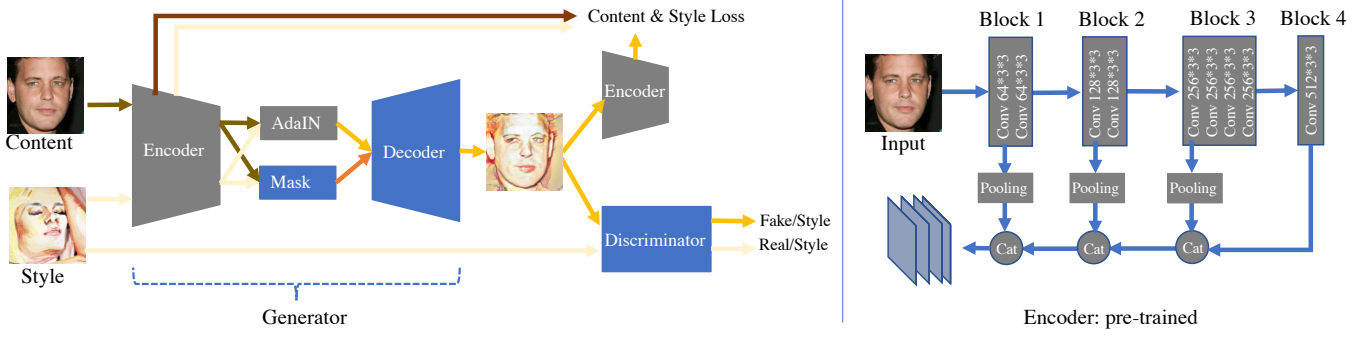 Content & Style Loss
Encoder
Content
Encoder
AdaIN
Mask
Decoder
Style
Discriminator
Fake/Style
Real/Style
Generator
Block 1
Block 2
Block 3
Block 4
Input
Conv 64*3*3
Conv 64*3*3
Conv 128*3*3
Conv 128*3*3
Conv 256*3*3
Conv 256*3*3
Conv 256*3*3
Conv 256*3*3
Conv 512*3*3
Pooling
Pooling
Pooling
Cat
Cat
Cat
Encoder: pre-trained